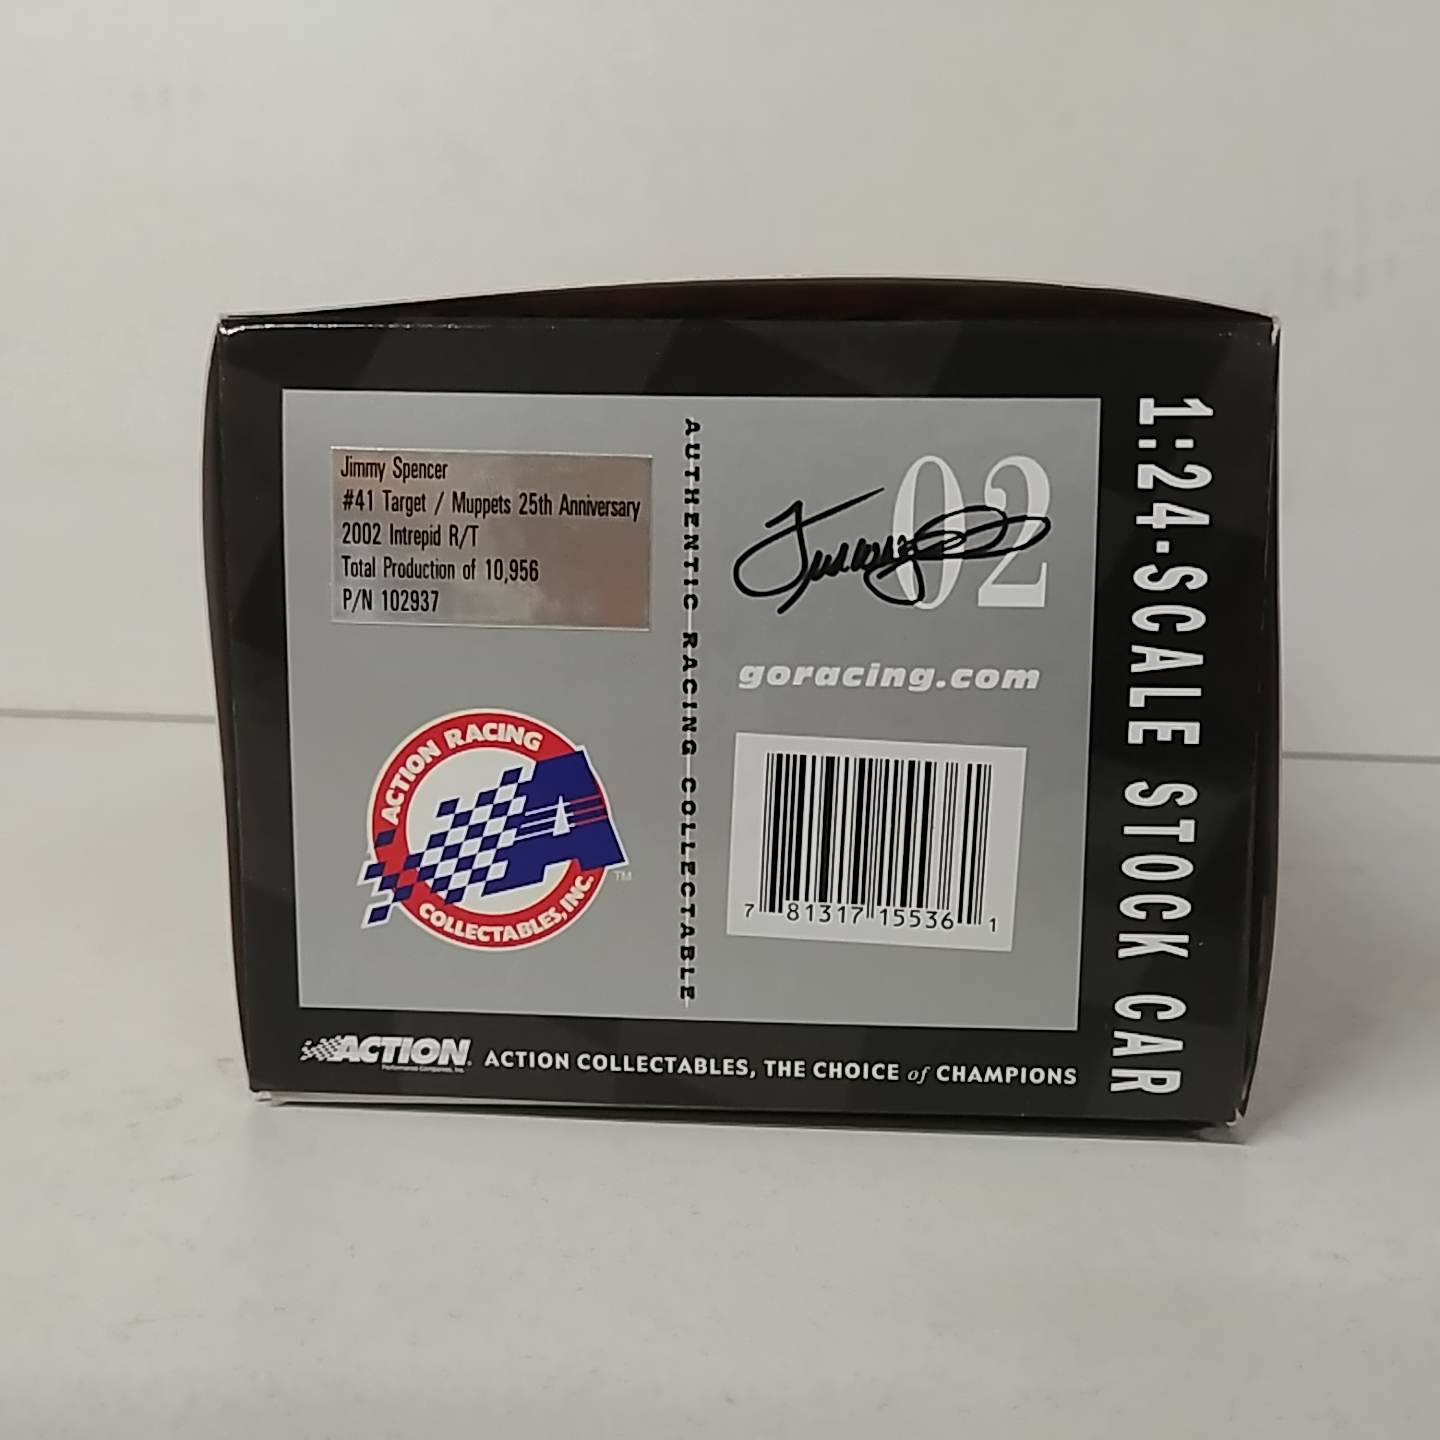 Jimmy Spencer
#41 Target / Muppets 25th Anniversary
2002 Intrepid R/T
Total Production of 10,956
P/N 102937
ACTION RACING
COLLECTABLES, INC.
TM
AUTHENTIC RACING COLLECTABLE
02
Jimmy
goracing.com
7 81317 15536 1
1:24-SCALE STOCK CAR
ACTION
ACTION COLLECTABLES, THE CHOICE of CHAMPIONS